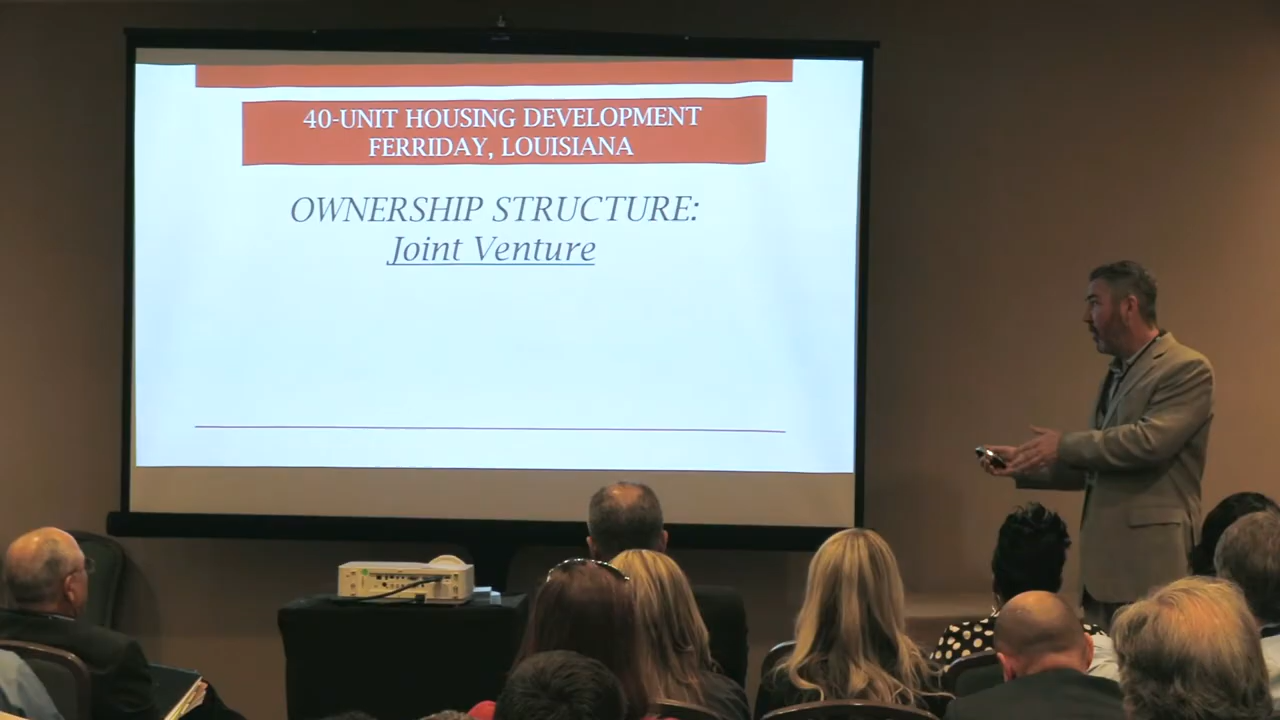 40-UNIT HOUSING DEVELOPMENT
FERRIDAY, LOUISIANA
OWNERSHIP STRUCTURE:
Joint Venture